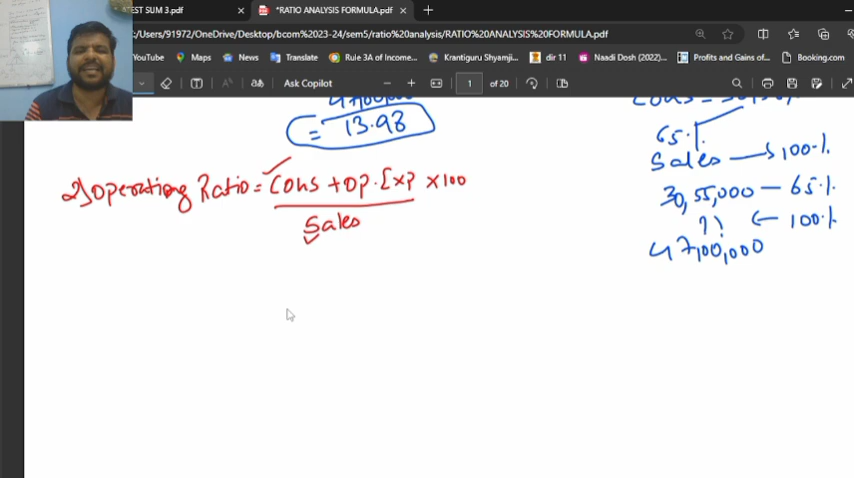 TEST SUM 3.pdf
*RATIO ANALYSIS FORMULA.pdf
:/Users/91972/OneDrive/Desktop/bcom%202023-24/sem5/ratio%20analysis/RATIO%20ANALYSIS%20FORMULA.pdf
YouTube Maps News Translate Rule 3A of Income... Krantiguru Shyamji... dir 11 Naadi Dosh (2022)... Profits and Gains of... Booking.com
Ask Copilot 1 of 20
= 13.98
65%
Sales → 100%
30,55,000 — 65%
?? ← 100%
47,00,000
2) Operating Ratio = COGS + Op. Exp × 100
Sales